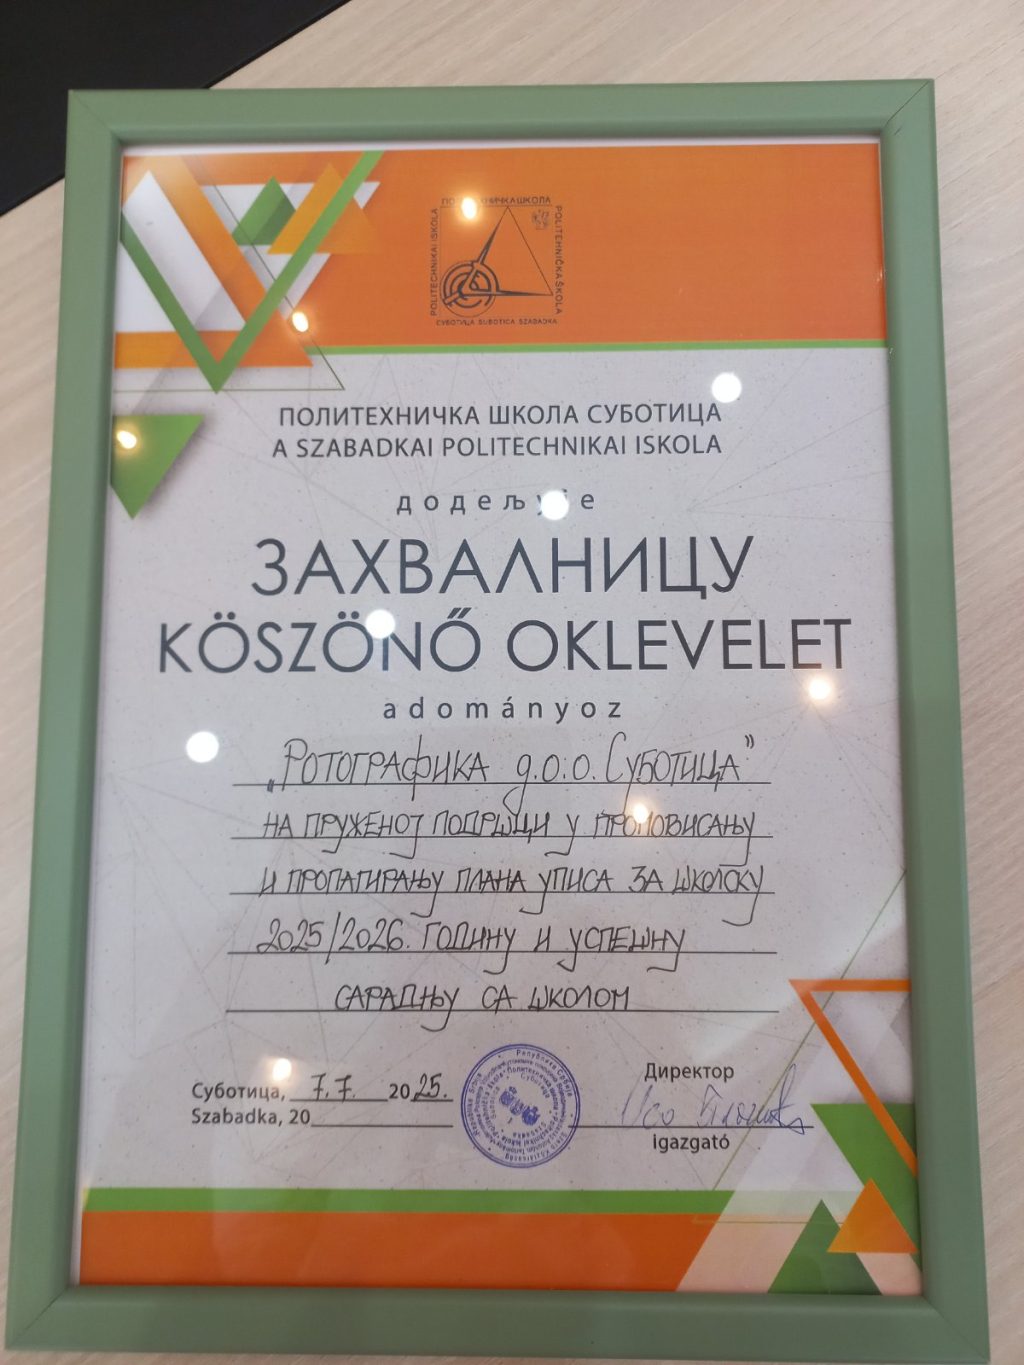 ПОЛИТЕХНИЧКА ШКОЛА
POLITECHNIKAI ISKOLA
POLITEHNIČKA ŠKOLA
СУБОТИЦА SUBOTICA SZABADKA
ПОЛИТЕХНИЧКА ШКОЛА СУБОТИЦА
A SZABADKAI POLITECHNIKAI ISKOLA
додељује
ЗАХВАЛНИЦУ
KÖSZÖNŐ OKLEVELET
adományoz
„Ротографика д.о.о. Суботица”
на пруженој подршци у промовисању
и пропагирању плана уписа за школску
2025/2026. годину и успешну
сарадњу са школом
Суботица, 7.7. 2025.
Szabadka, 20
Директор
igazgató